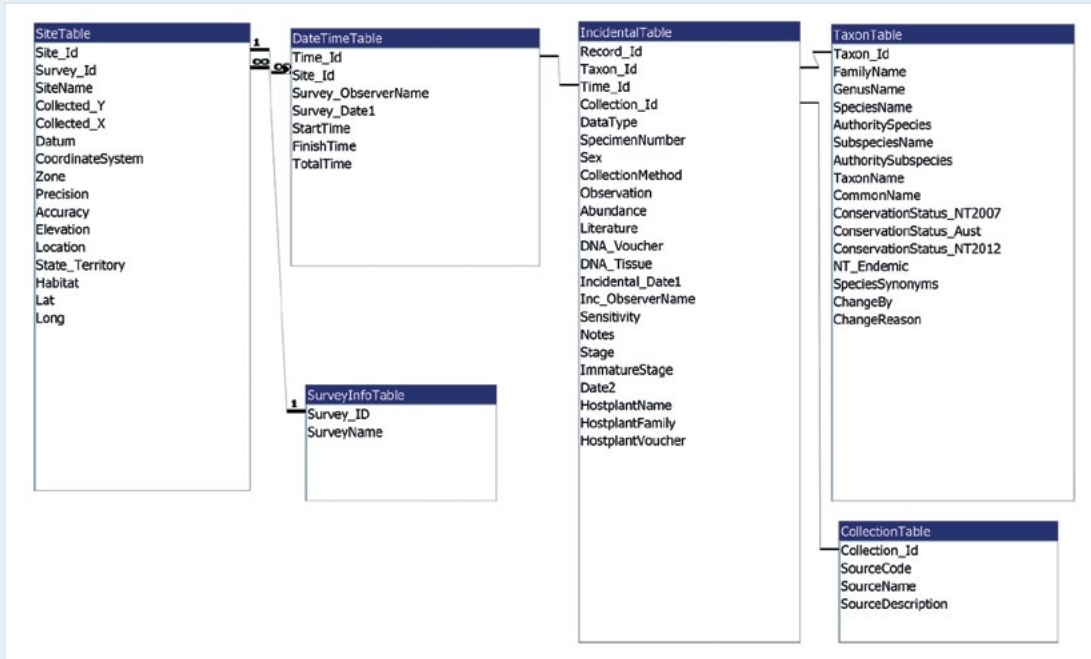 SiteTable
Site_Id
Survey_Id
SiteName
Collected_Y
Collected_X
Datum
CoordinateSystem
Zone
Precision
Accuracy
Elevation
Location
State_Territory
Habitat
Lat
Long
1
∞
∞
DateTimeTable
Time_Id
Site_Id
Survey_ObserverName
Survey_Date1
StartTime
FinishTime
TotalTime
1
SurveyInfoTable
Survey_ID
SurveyName
IncidentalTable
Record_Id
Taxon_Id
Time_Id
Collection_Id
DataType
SpecimenNumber
Sex
CollectionMethod
Observation
Abundance
Literature
DNA_Voucher
DNA_Tissue
Incidental_Date1
Inc_ObserverName
Sensitivity
Notes
Stage
ImmatureStage
Date2
HostplantName
HostplantFamily
HostplantVoucher
TaxonTable
Taxon_Id
FamilyName
GenusName
SpeciesName
AuthoritySpecies
SubspeciesName
AuthoritySubspecies
TaxonName
CommonName
ConservationStatus_NT2007
ConservationStatus_Aust
ConservationStatus_NT2012
NT_Endemic
SpeciesSynonyms
ChangeBy
ChangeReason
CollectionTable
Collection_Id
SourceCode
SourceName
SourceDescription